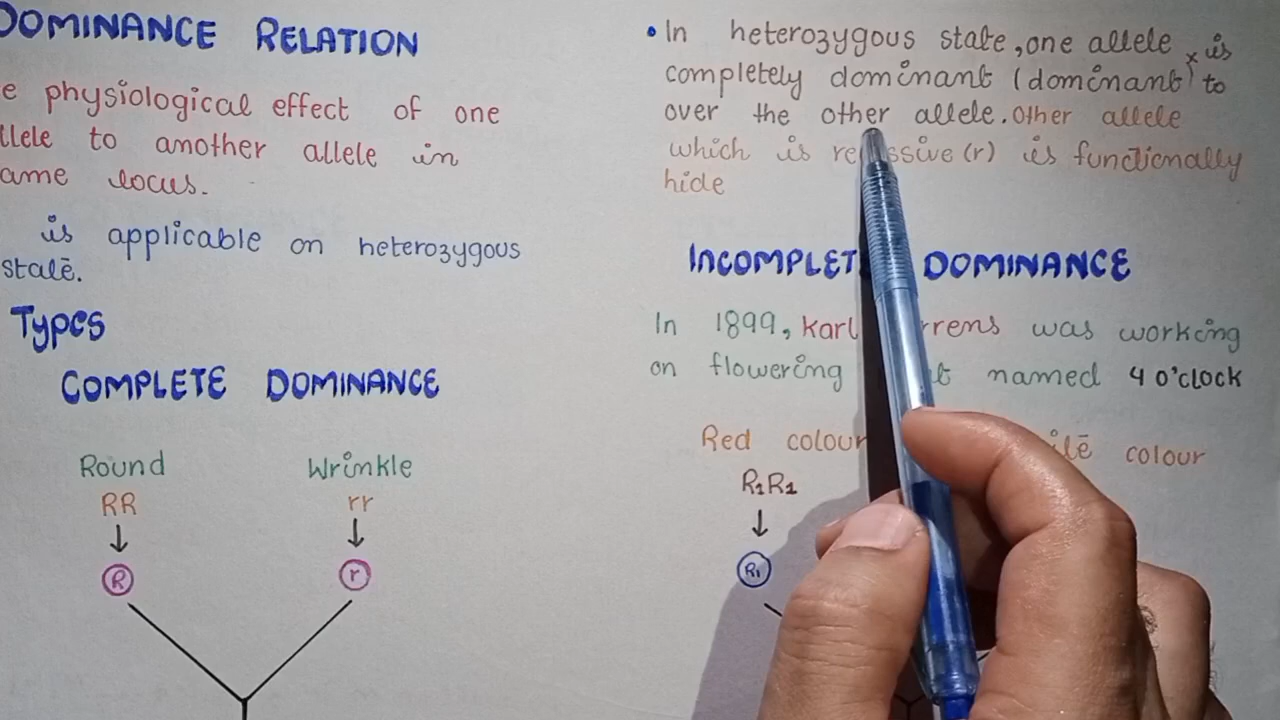 DOMINANCE RELATION
e physiological effect of one
llele to another allele in
ame locus.
is applicable on heterozygous
state.
Types
COMPLETE DOMINANCE
Round Wrinkle
RR rr
R r
• In heterozygous state, one allele is
completely dominant (dominant) to
over the other allele. Other allele
which is (r) is functionally
hide
INCOMPLET DOMINANCE
In 1899, Karl rrens was working
on flowering named 4 o'clock
Red colour colour
R₁R₁
R₁